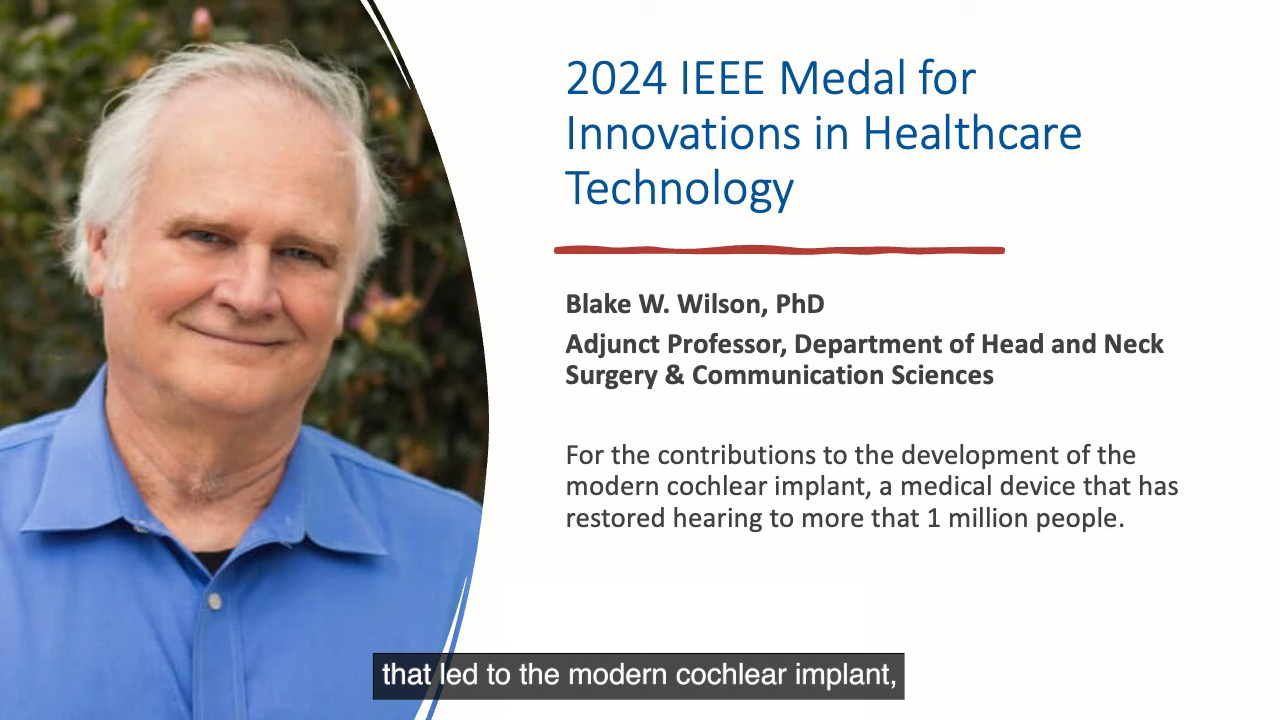 2024 IEEE Medal for
Innovations in Healthcare
Technology
Blake W. Wilson, PhD
Adjunct Professor, Department of Head and Neck
Surgery & Communication Sciences
For the contributions to the development of the
modern cochlear implant, a medical device that has
restored hearing to more that 1 million people.
that led to the modern cochlear implant,